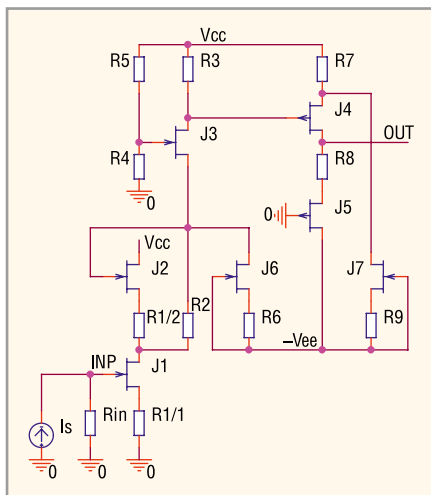 Vcc
R5
R3
R7
J4
J3
OUT
R4
R8
0
0
J5
Vcc
J2
J6
J7
R2
R1/2
R6
R9
–Vee
INP
J1
Is
Rin
R1/1
0
0
0